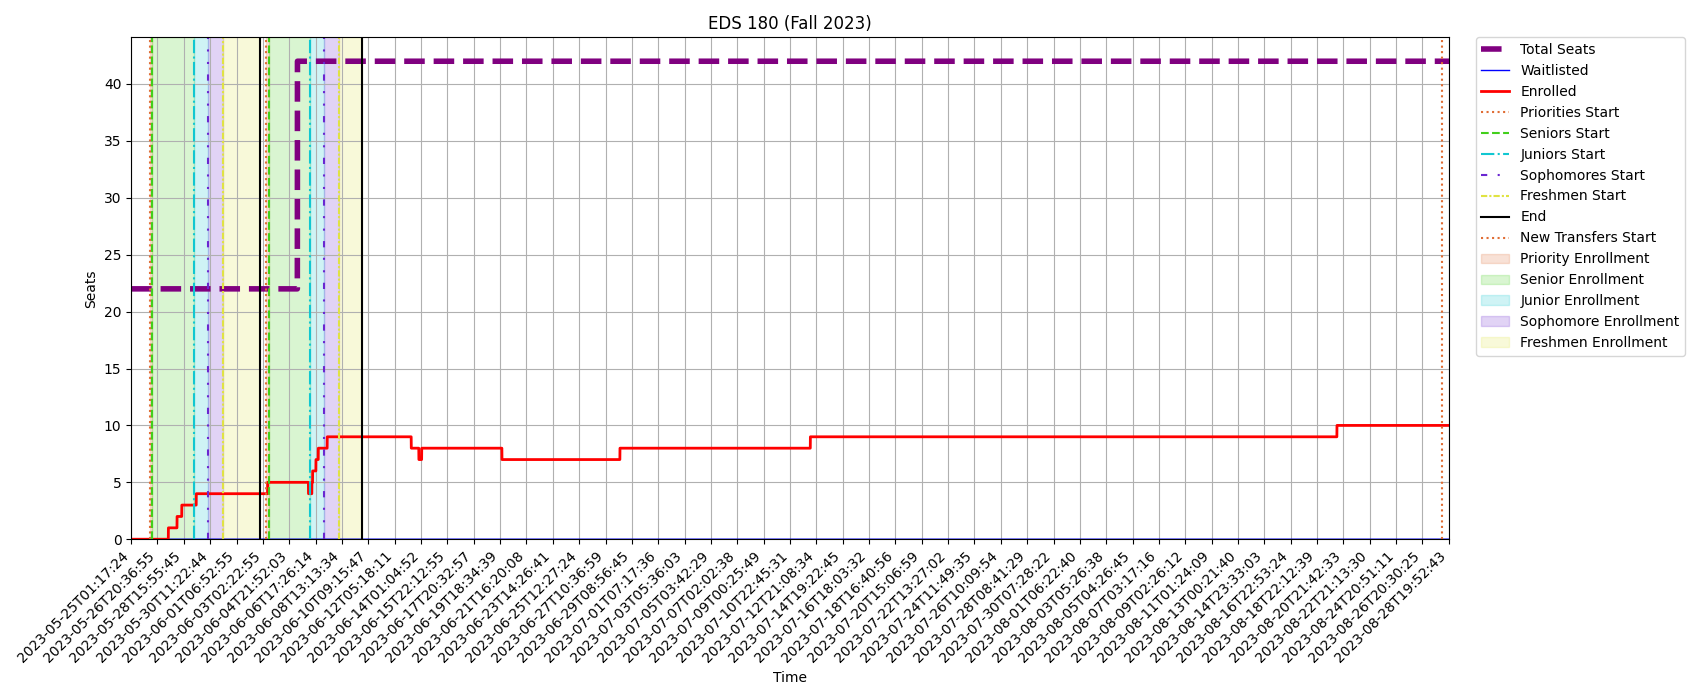 EDS 180 (Fall 2023)
Seats
40
35
30
25
20
15
10
5
0
2023-05-25T01:17:24
2023-05-26T20:36:55
2023-05-28T15:55:45
2023-05-30T11:22:44
2023-06-01T06:52:55
2023-06-03T02:22:55
2023-06-04T21:52:03
2023-06-06T17:26:14
2023-06-08T13:13:34
2023-06-10T09:15:47
2023-06-12T05:18:11
2023-06-14T01:04:52
2023-06-15T22:12:55
2023-06-17T20:32:57
2023-06-19T18:34:39
2023-06-21T16:20:08
2023-06-23T14:26:41
2023-06-25T12:27:24
2023-06-27T10:36:59
2023-06-29T08:56:45
2023-07-01T07:17:36
2023-07-03T05:36:03
2023-07-05T03:42:29
2023-07-07T02:02:38
2023-07-09T00:25:49
2023-07-10T22:45:31
2023-07-12T21:08:34
2023-07-14T19:22:45
2023-07-16T18:03:32
2023-07-18T16:40:56
2023-07-20T15:06:59
2023-07-22T13:27:02
2023-07-24T11:49:35
2023-07-26T10:09:54
2023-07-28T08:41:29
2023-07-30T07:28:22
2023-08-01T06:22:40
2023-08-03T05:26:38
2023-08-05T04:26:45
2023-08-07T03:17:16
2023-08-09T02:26:12
2023-08-11T01:24:09
2023-08-13T00:21:40
2023-08-14T23:33:03
2023-08-16T22:53:24
2023-08-18T22:12:39
2023-08-20T21:42:33
2023-08-22T21:13:30
2023-08-24T20:51:11
2023-08-26T20:30:25
2023-08-28T19:52:43
Time
Total Seats
Waitlisted
Enrolled
Priorities Start
Seniors Start
Juniors Start
Sophomores Start
Freshmen Start
End
New Transfers Start
Priority Enrollment
Senior Enrollment
Junior Enrollment
Sophomore Enrollment
Freshmen Enrollment